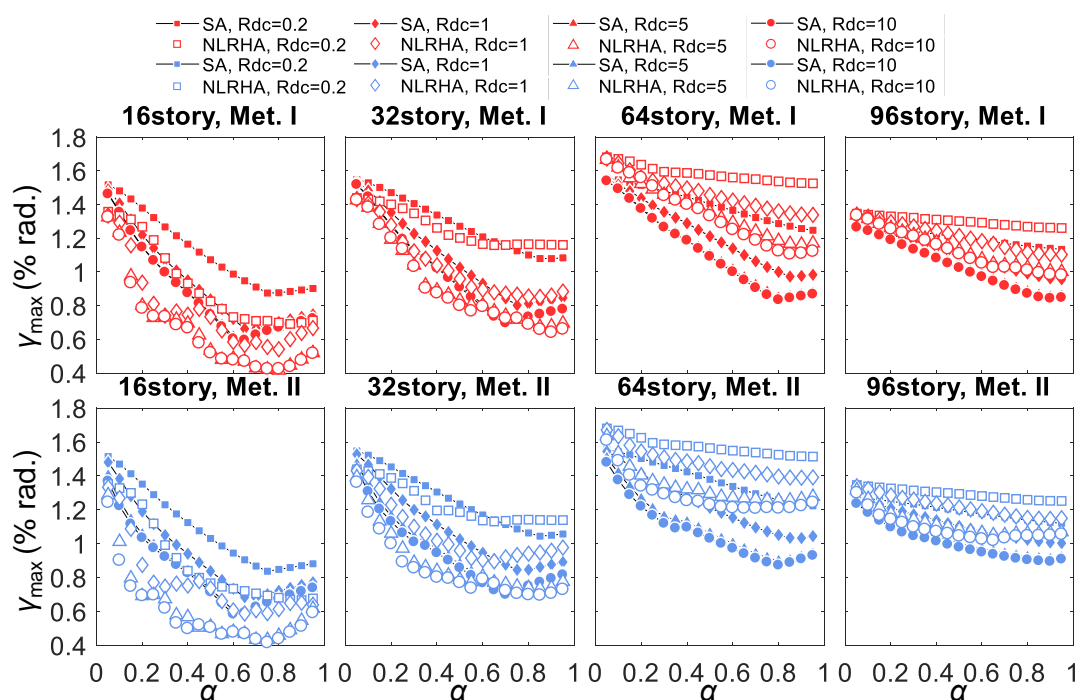 SA, Rdc=0.2 SA, Rdc=1 SA, Rdc=5 SA, Rdc=10
NLRHA, Rdc=0.2 NLRHA, Rdc=1 NLRHA, Rdc=5 NLRHA, Rdc=10
SA, Rdc=0.2 SA, Rdc=1 SA, Rdc=5 SA, Rdc=10
NLRHA, Rdc=0.2 NLRHA, Rdc=1 NLRHA, Rdc=5 NLRHA, Rdc=10
16story, Met. I 32story, Met. I 64story, Met. I 96story, Met. I
1.8
1.6
1.4
1.2
1
0.8
0.6
0.4
γmax (% rad.)
16story, Met. II 32story, Met. II 64story, Met. II 96story, Met. II
1.8
1.6
1.4
1.2
1
0.8
0.6
0.4
γmax (% rad.)
0 0.2 0.4 0.6 0.8 1 0 0.2 0.4 0.6 0.8 1 0 0.2 0.4 0.6 0.8 1 0 0.2 0.4 0.6 0.8 1
α α α α